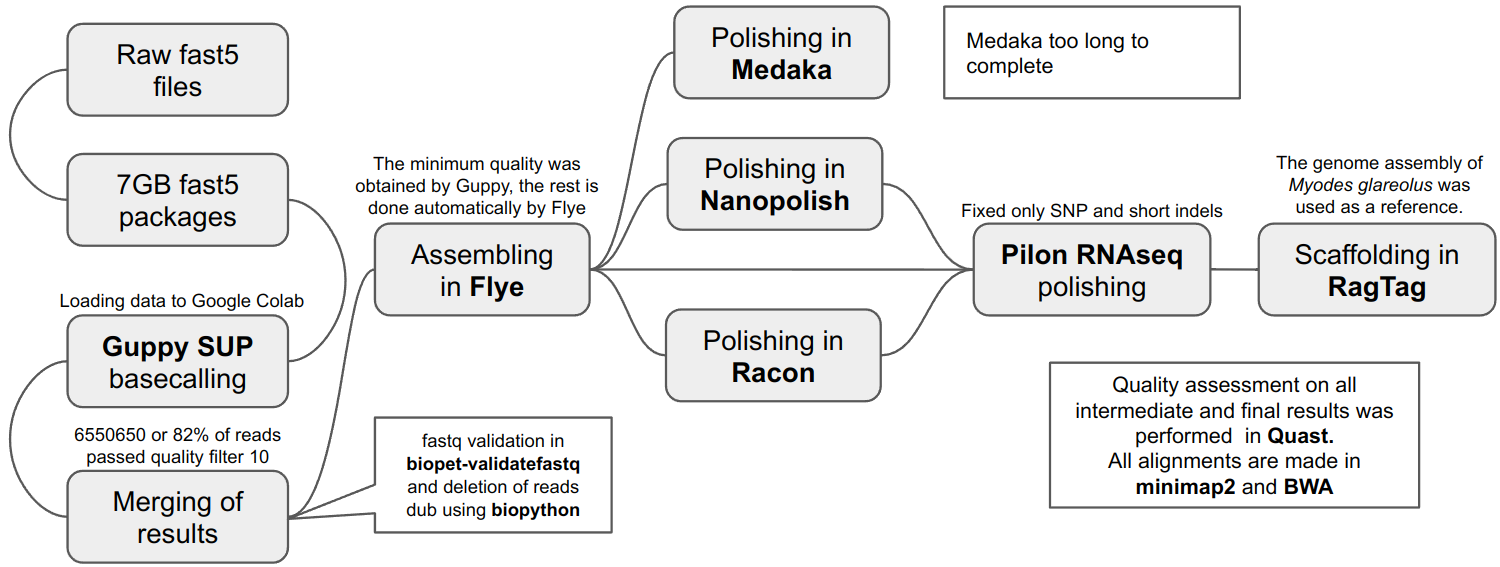 Raw fast5
files
7GB fast5
packages
Loading data to Google Colab
Guppy SUP
basecalling
6550650 or 82% of reads
passed quality filter 10
Merging of
results
fastq validation in
biopet-validatefastq
and deletion of reads
dub using biopython
The minimum quality was
obtained by Guppy, the rest is
done automatically by Flye
Assembling
in Flye
Polishing in
Medaka
Medaka too long to
complete
Polishing in
Nanopolish
Polishing in
Racon
Fixed only SNP and short indels
Pilon RNAseq
polishing
The genome assembly of
Myodes glareolus was
used as a reference.
Scaffolding in
RagTag
Quality assessment on all
intermediate and final results was
performed in Quast.
All alignments are made in
minimap2 and BWA